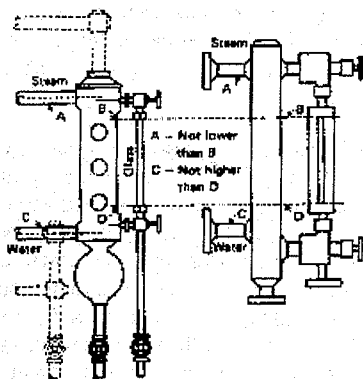 Steam
A
B
Glass
A – Not lower
than B
C – Not higher
than D
C
Water
D
Steam
A
B
C
Water
D